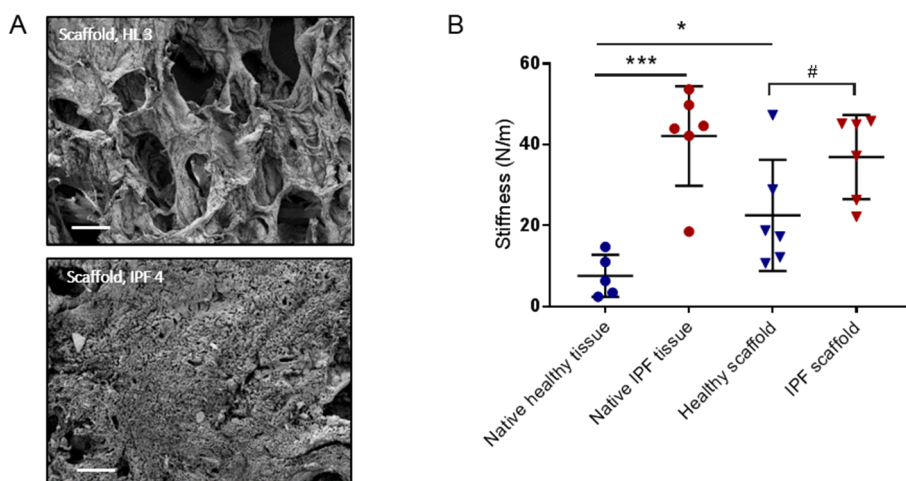 A
Scaffold, HL 3
Scaffold, IPF 4
B
*
***
#
Stiffness (N/m)
60
40
20
0
Native healthy tissue
Native IPF tissue
Healthy scaffold
IPF scaffold